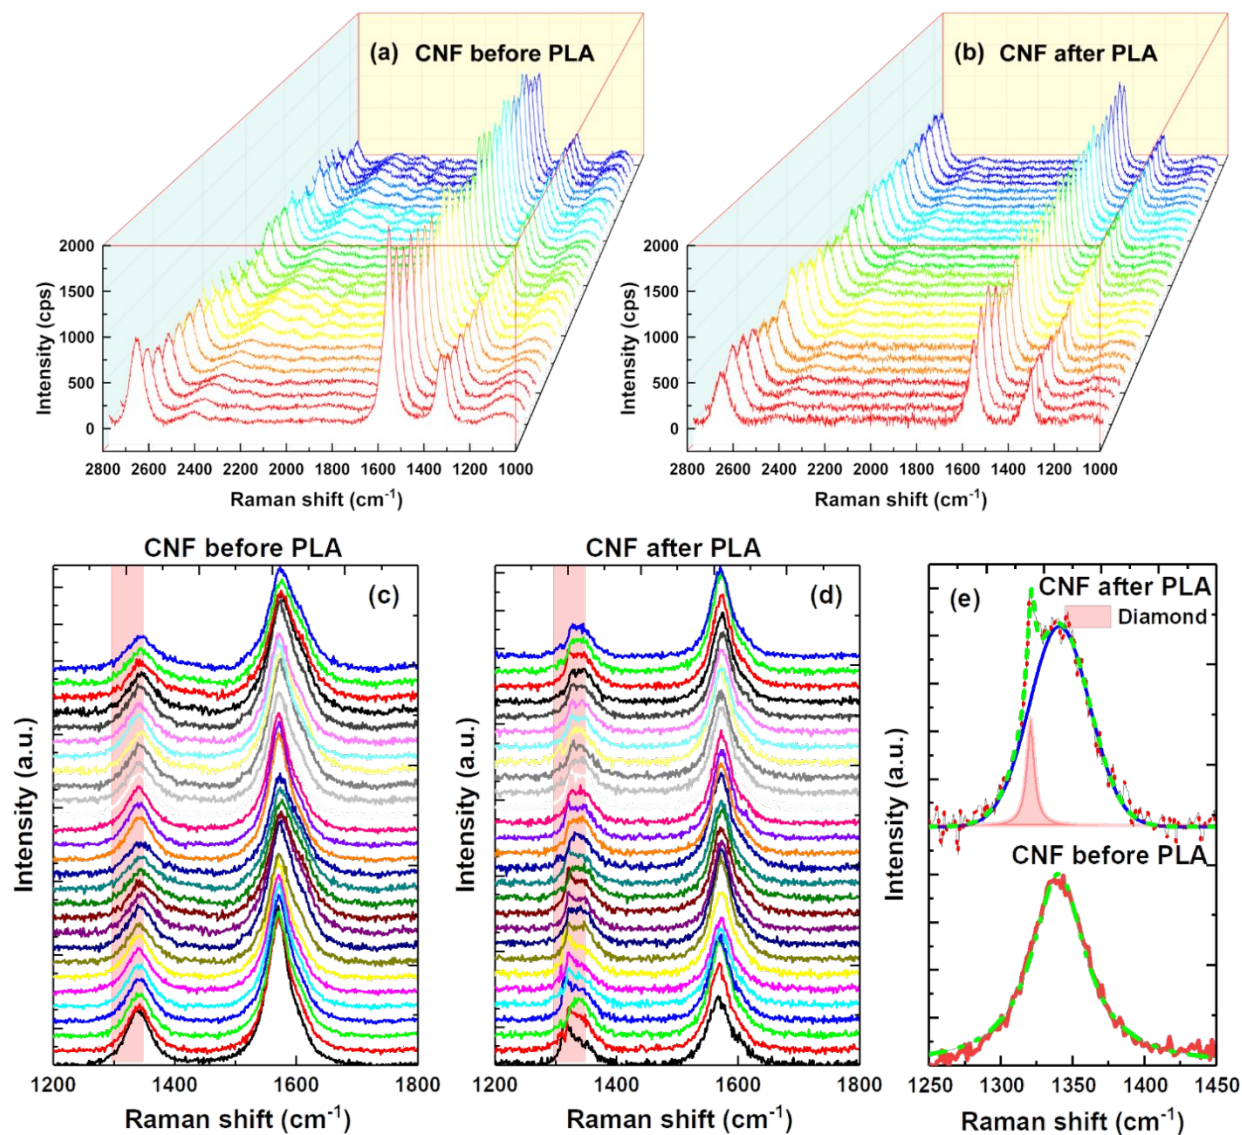 (a) CNF before PLA
2000
1500
1000
500
0
Intensity (cps)
2800 2600 2400 2200 2000 1800 1600 1400 1200 1000
Raman shift (cm⁻¹)
(b) CNF after PLA
2000
1500
1000
500
0
Intensity (cps)
2800 2600 2400 2200 2000 1800 1600 1400 1200 1000
Raman shift (cm⁻¹)
CNF before PLA
(c)
Intensity (a.u.)
1200 1400 1600 1800
Raman shift (cm⁻¹)
CNF after PLA
(d)
Intensity (a.u.)
1200 1400 1600 1800
Raman shift (cm⁻¹)
(e) CNF after PLA
Diamond
CNF before PLA
Intensity (a.u.)
1250 1300 1350 1400 1450
Raman shift (cm⁻¹)